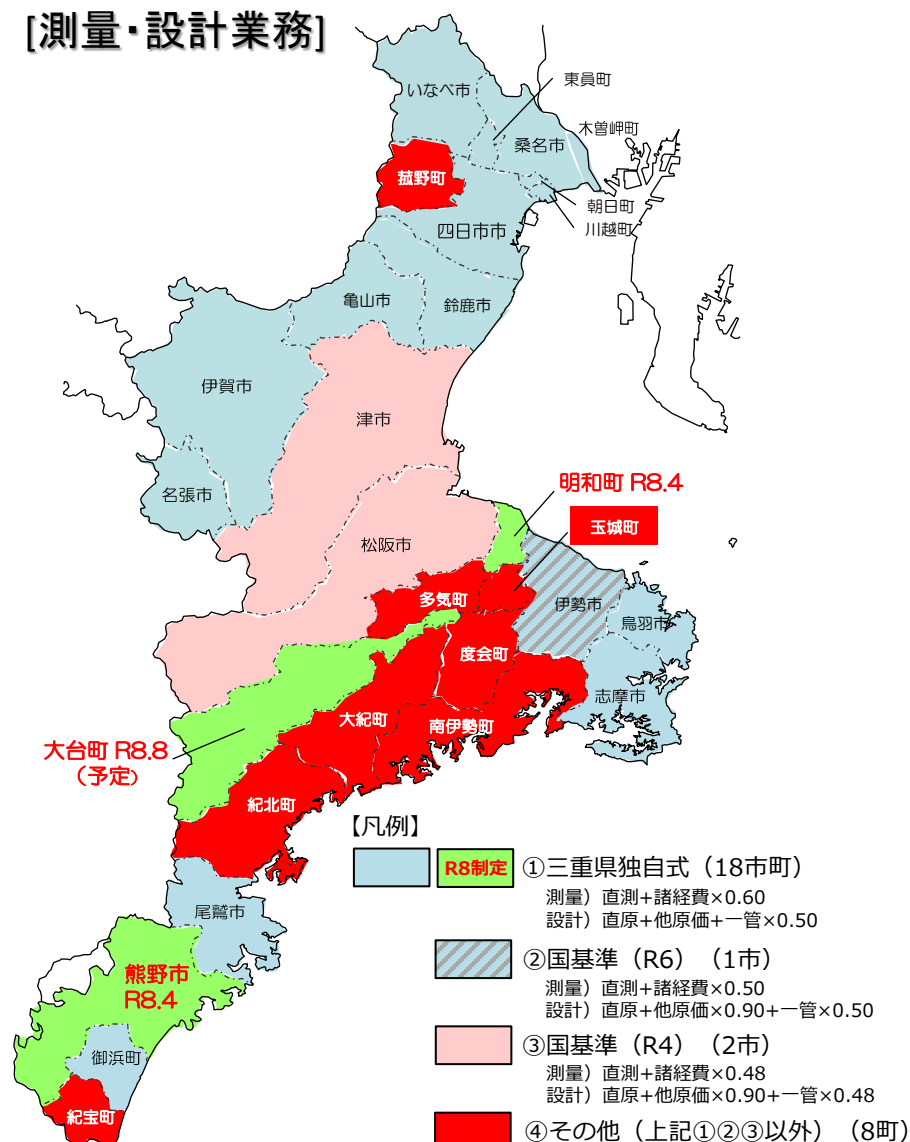 [測量・設計業務]
いなべ市
東員町
桑名市
木曽岬町
菰野町
朝日町
川越町
四日市市
亀山市
鈴鹿市
伊賀市
津市
名張市
明和町 R8.4
玉城町
松阪市
多気町
伊勢市
鳥羽市
度会町
志摩市
大紀町
南伊勢町
大台町 R8.8
(予定)
紀北町
尾鷲市
熊野市
R8.4
御浜町
紀宝町
【凡例】
R8制定 ①三重県独自式（18市町）
測量）直測+諸経費×0.60
設計）直原+他原価+一管×0.50
②国基準（R6）（1市）
測量）直測+諸経費×0.50
設計）直原+他原価×0.90+一管×0.50
③国基準（R4）（2市）
測量）直測+諸経費×0.48
設計）直原+他原価×0.90+一管×0.48
④その他（上記①②③以外）（8町）